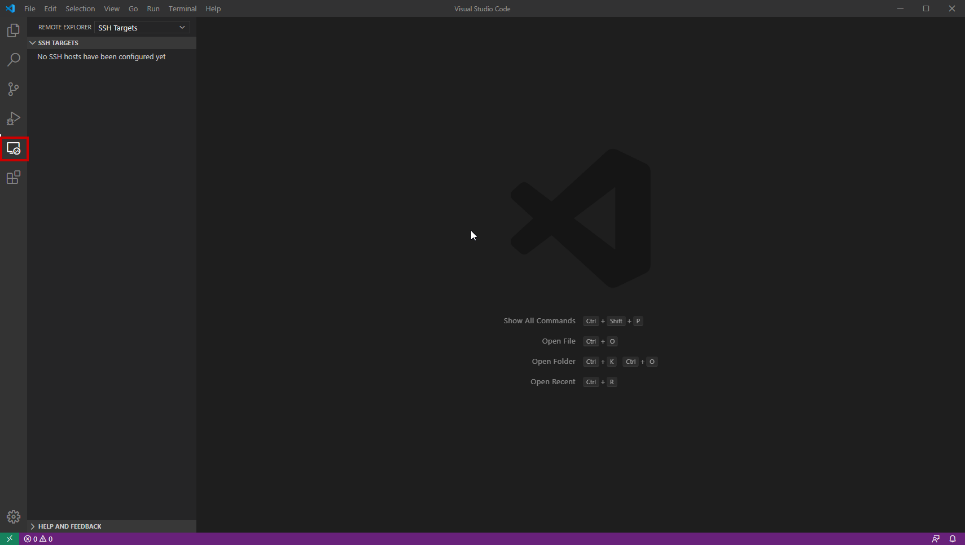 File Edit Selection View Go Run Terminal Help Visual Studio Code
REMOTE EXPLORER SSH Targets
SSH TARGETS
No SSH hosts have been configured yet
Show All Commands Ctrl + Shift + P
Open File Ctrl + O
Open Folder Ctrl + K Ctrl + O
Open Recent Ctrl + R
HELP AND FEEDBACK
0 0